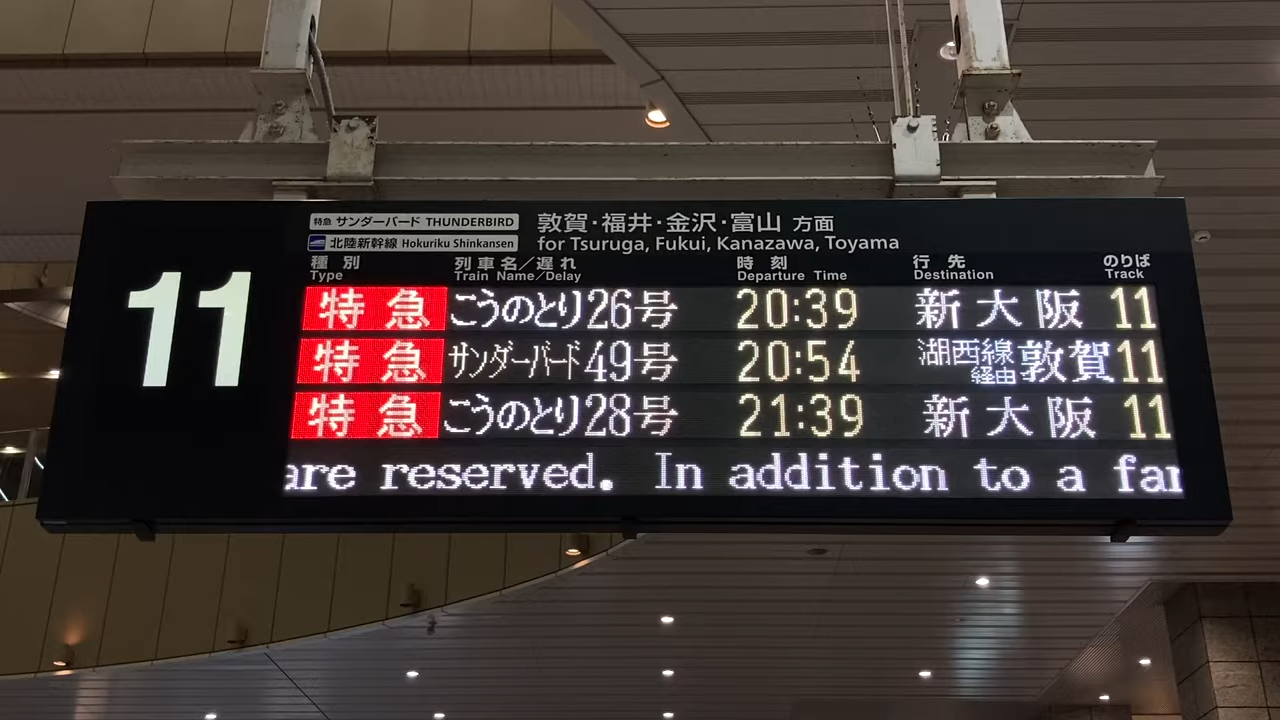 11
特急 サンダーバード THUNDERBIRD 敦賀・福井・金沢・富山 方面
北陸新幹線 Hokuriku Shinkansen for Tsuruga, Fukui, Kanazawa, Toyama
種別 列車名/遅れ 時刻 行先 のりば
Type Train Name/Delay Departure Time Destination Track
特急 こうのとり26号 20:39 新大阪 11
特急 サンダーバード49号 20:54 湖西線経由敦賀 11
特急 こうのとり28号 21:39 新大阪 11
are reserved. In addition to a far